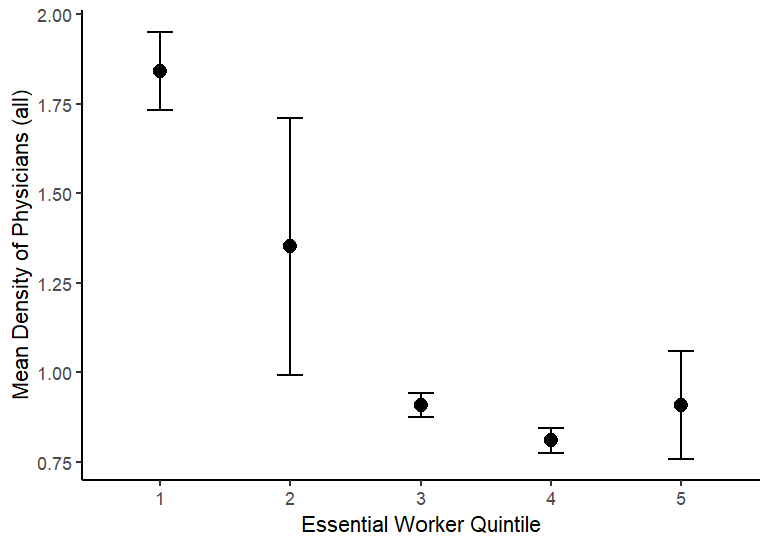 2.00
1.75
1.50
1.25
1.00
0.75
Mean Density of Physicians (all)
1 2 3 4 5
Essential Worker Quintile